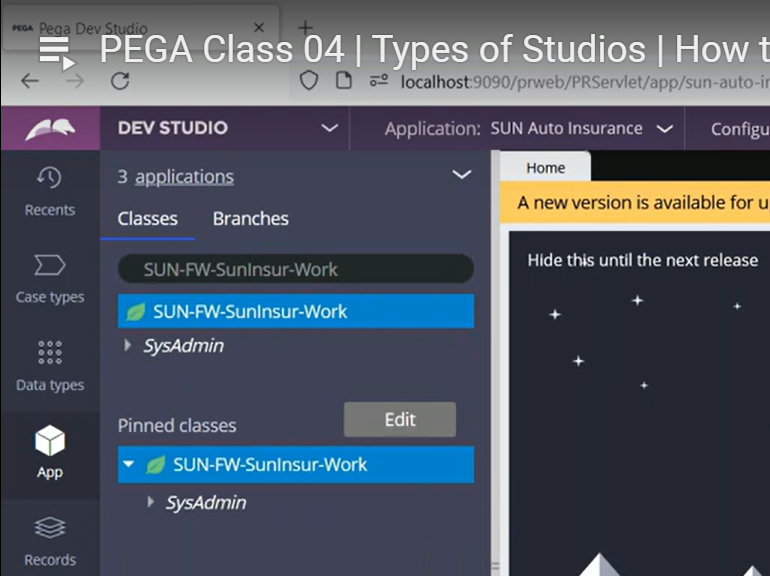 PEGA Pega Dev Studio
PEGA Class 04 | Types of Studios | How t
localhost:9090/prweb/PRServlet/app/sun-auto-i
DEV STUDIO
Application: SUN Auto Insurance
Configu
3 applications
Home
Recents
A new version is available for u
Classes Branches
SUN-FW-SunInsur-Work
Hide this until the next release
Case types
SUN-FW-SunInsur-Work
SysAdmin
Data types
Pinned classes
Edit
App
SUN-FW-SunInsur-Work
SysAdmin
Records